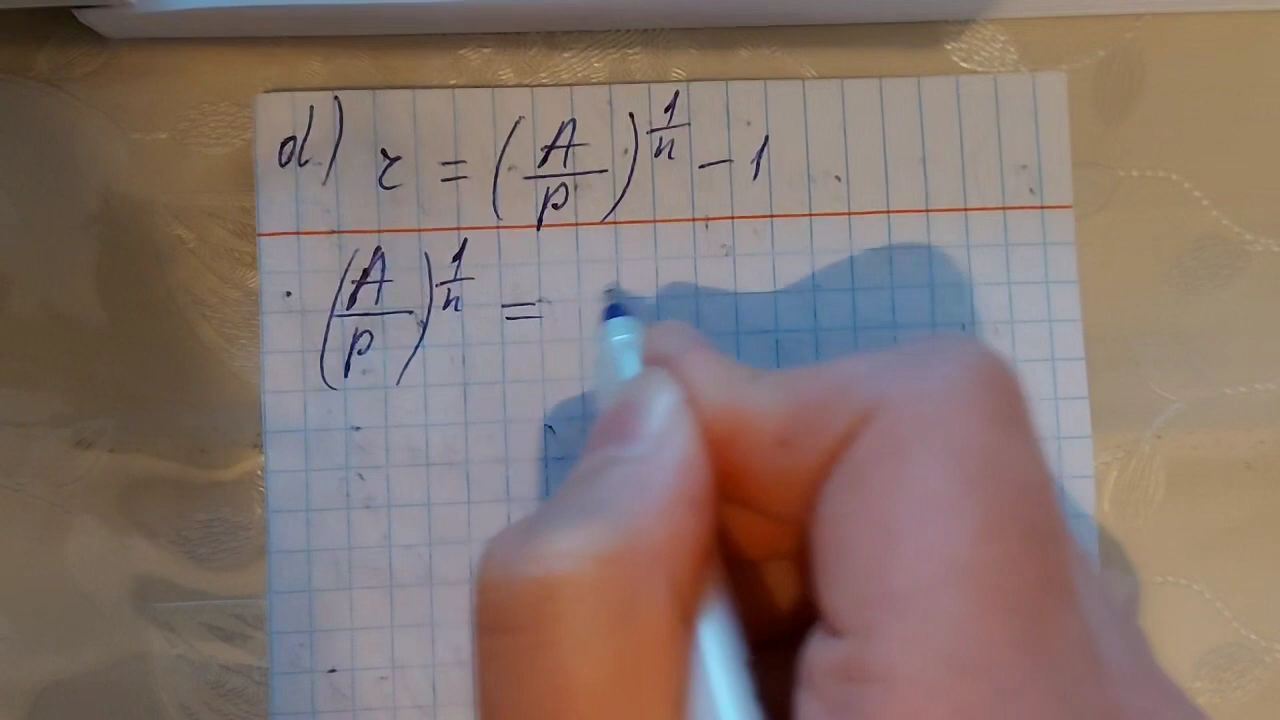 d) r = (A/P)^(1/n) - 1
(A/P)^(1/n) =